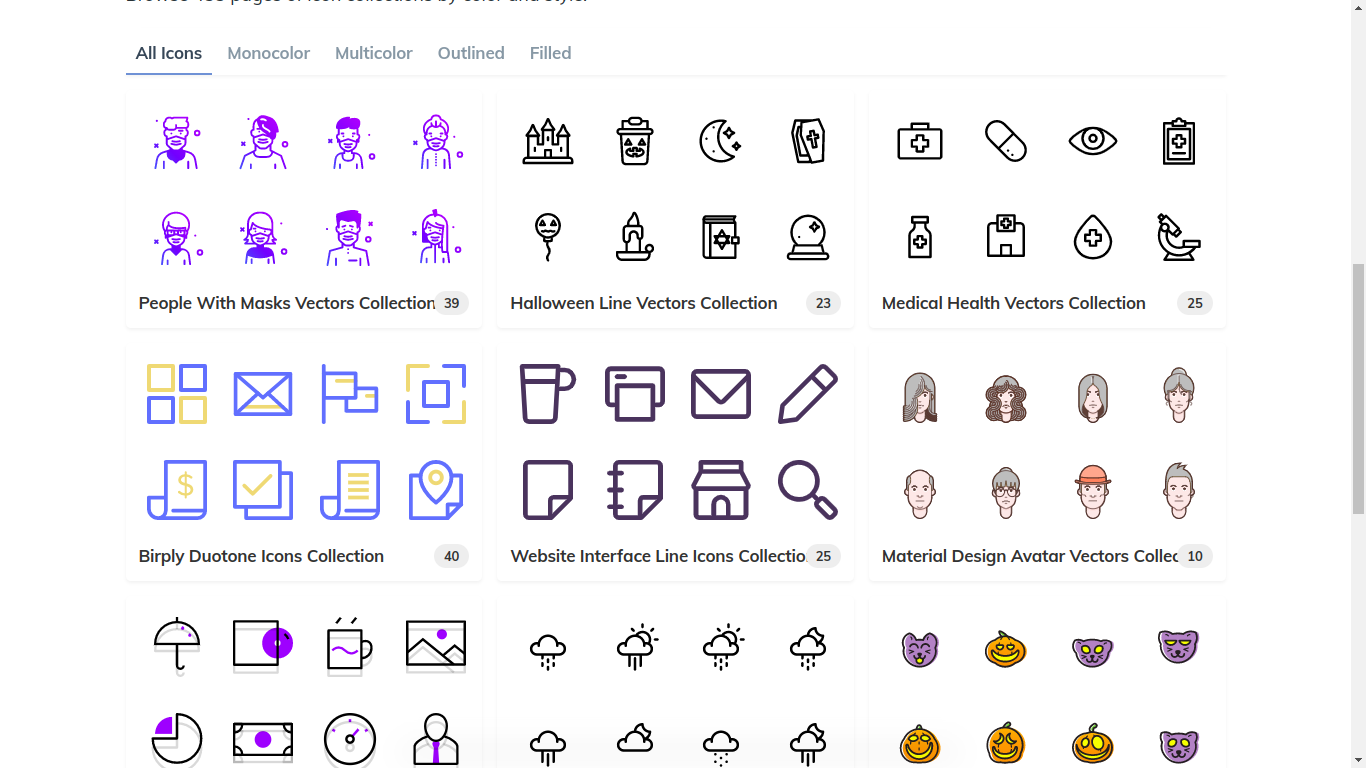 All Icons Monocolor Multicolor Outlined Filled
People With Masks Vectors Collection 39
Halloween Line Vectors Collection 23
Medical Health Vectors Collection 25
Birply Duotone Icons Collection 40
Website Interface Line Icons Collectio 25
Material Design Avatar Vectors Collec 10